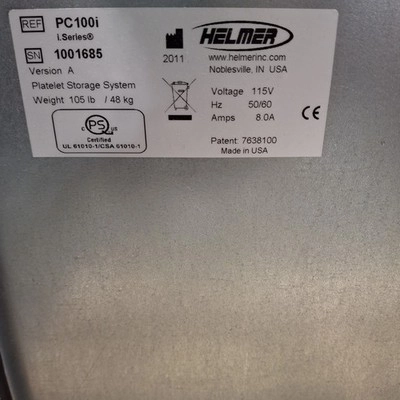 REF PC100i
i.Series®
SN 1001685
Version A
Platelet Storage System
Weight 105 lb / 48 kg
c PS us
Certified
UL 61010-1/CSA 61010-1
2011
HELMER
www.helmerinc.com
Noblesville, IN USA
Voltage 115V
Hz 50/60
Amps 8.0A
CE
Patent: 7638100
Made in USA